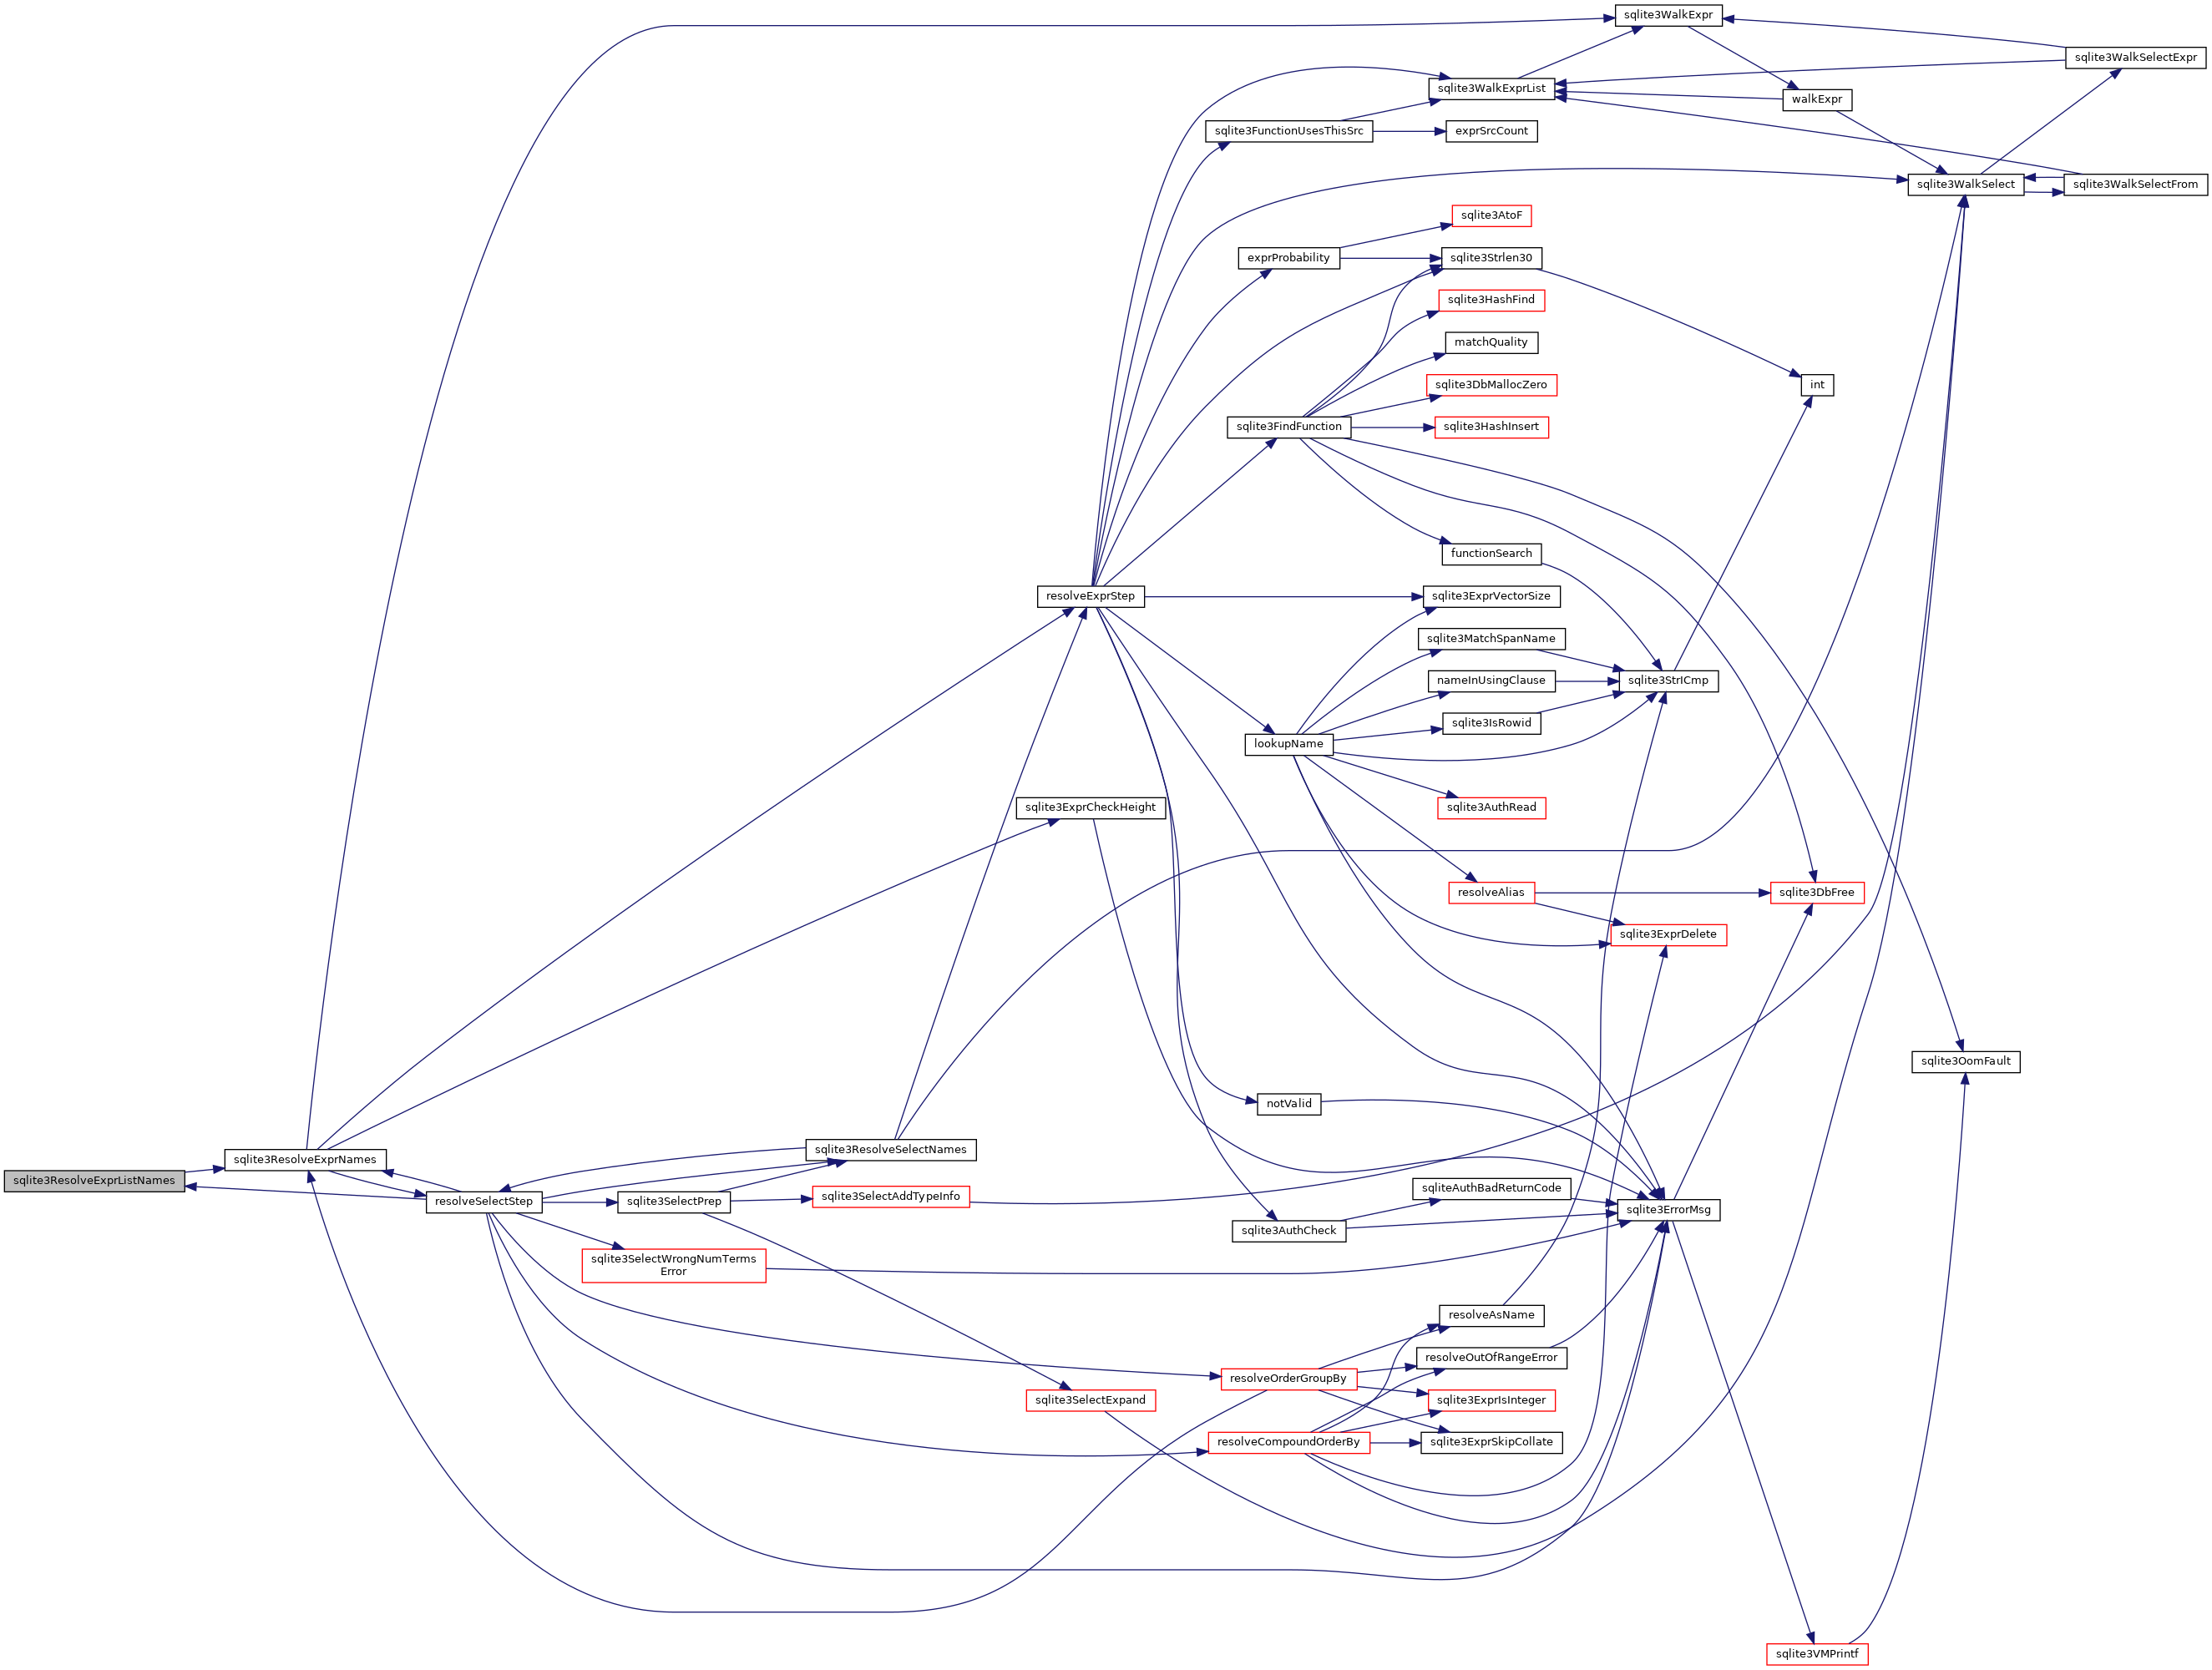 sqlite3WalkExpr
sqlite3WalkSelectExpr
sqlite3WalkExprList
walkExpr
sqlite3FunctionUsesThisSrc
exprSrcCount
sqlite3WalkSelect
sqlite3WalkSelectFrom
sqlite3AtoF
exprProbability
sqlite3Strlen30
sqlite3HashFind
matchQuality
sqlite3DbMallocZero
int
sqlite3FindFunction
sqlite3HashInsert
functionSearch
resolveExprStep
sqlite3ExprVectorSize
sqlite3MatchSpanName
nameInUsingClause
sqlite3StrICmp
sqlite3IsRowid
lookupName
sqlite3ExprCheckHeight
sqlite3AuthRead
resolveAlias
sqlite3DbFree
sqlite3ExprDelete
sqlite3OomFault
notValid
sqlite3ResolveExprNames
sqlite3ResolveSelectNames
sqlite3ResolveExprListNames
resolveSelectStep
sqlite3SelectPrep
sqlite3SelectAddTypeInfo
sqliteAuthBadReturnCode
sqlite3ErrorMsg
sqlite3AuthCheck
sqlite3SelectWrongNumTerms
Error
resolveAsName
resolveOutOfRangeError
resolveOrderGroupBy
sqlite3SelectExpand
sqlite3ExprIsInteger
resolveCompoundOrderBy
sqlite3ExprSkipCollate
sqlite3VMPrintf